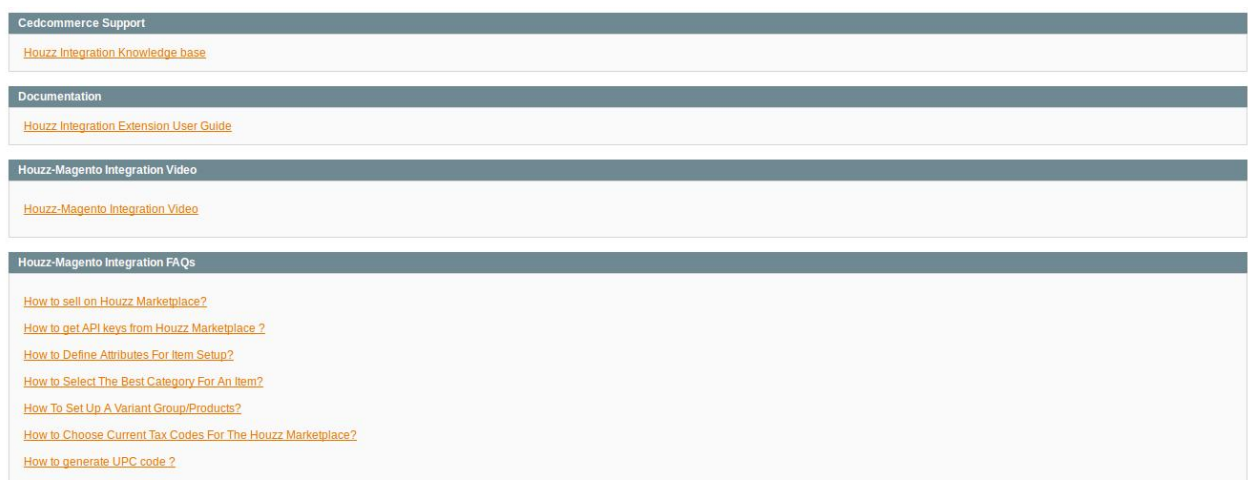 Cedcommerce Support
Houzz Integration Knowledge base
Documentation
Houzz Integration Extension User Guide
Houzz-Magento Integration Video
Houzz-Magento Integration Video
Houzz-Magento Integration FAQs
How to sell on Houzz Marketplace?
How to get API keys from Houzz Marketplace ?
How to Define Attributes For Item Setup?
How to Select The Best Category For An Item?
How To Set Up A Variant Group/Products?
How to Choose Current Tax Codes For The Houzz Marketplace?
How to generate UPC code ?